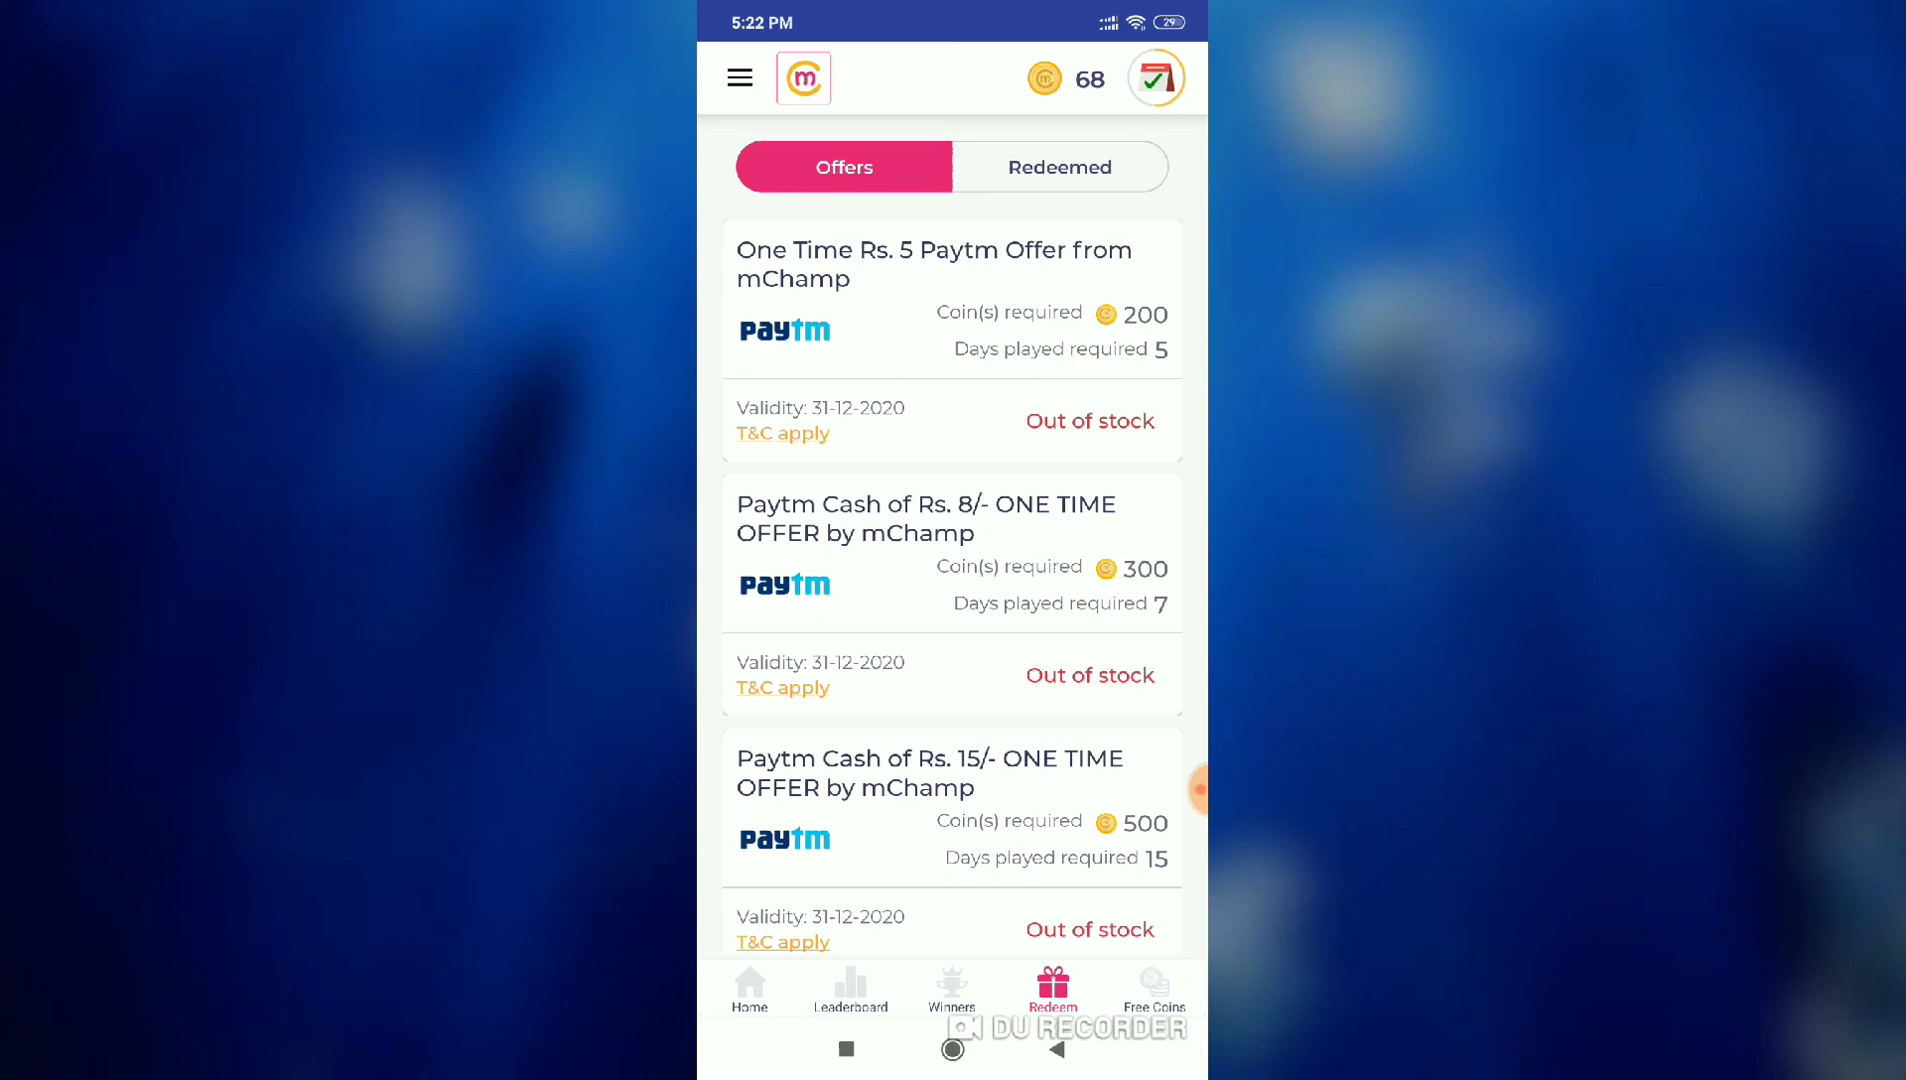 5:22 PM
29
m
68
Offers
Redeemed
One Time Rs. 5 Paytm Offer from
mChamp
Coin(s) required 200
paytm
Days played required 5
Validity: 31-12-2020
T&C apply
Out of stock
Paytm Cash of Rs. 8/- ONE TIME
OFFER by mChamp
Coin(s) required 300
paytm
Days played required 7
Validity: 31-12-2020
T&C apply
Out of stock
Paytm Cash of Rs. 15/- ONE TIME
OFFER by mChamp
Coin(s) required 500
paytm
Days played required 15
Validity: 31-12-2020
T&C apply
Out of stock
Home
Leaderboard
Winners
Redeem
Free Coins
DU RECORDER